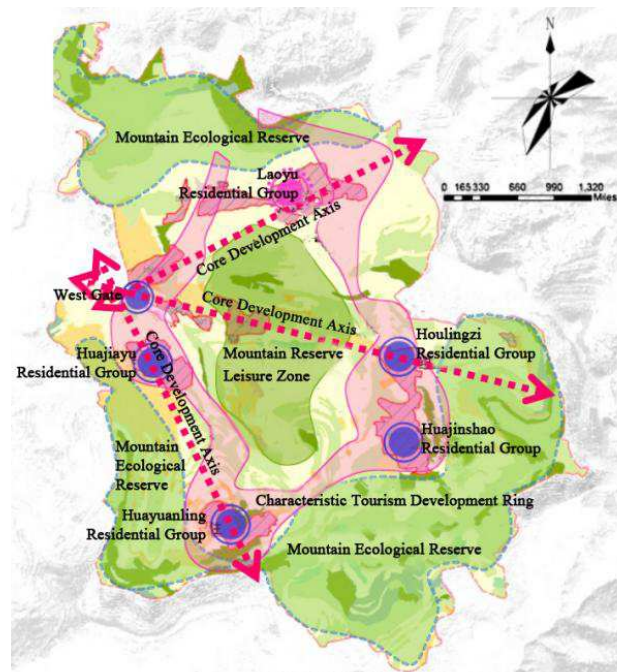 N
Mountain Ecological Reserve
Laoyu
Residential Group
0 165330 660 990 1,320
Miles
Core Development Axis
West Gate
Core Development Axis
Houlingzi
Residential Group
Huajiayu
Residential Group
Core Development Axis
Mountain Reserve
Leisure Zone
Huajinshao
Residential Group
Mountain
Ecological
Reserve
Characteristic Tourism Development Ring
Huayuanling
Residential Group
Mountain Ecological Reserve